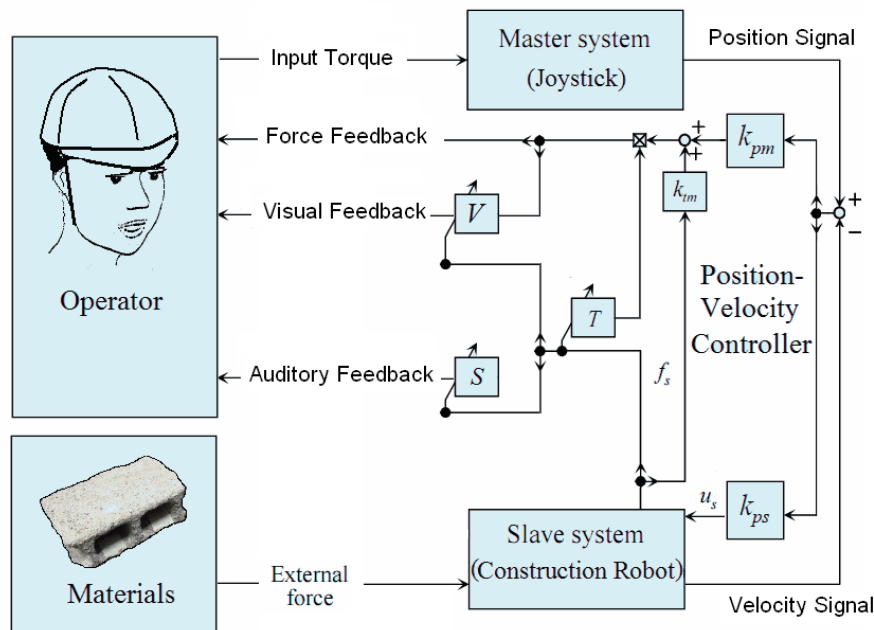 Input Torque
Master system
(Joystick)
Position Signal
Force Feedback
+
+
k_pm
k_tm
Visual Feedback
V
+
−
Operator
T
Position-
Velocity
Controller
Auditory Feedback
S
f_s
u_s
k_ps
Slave system
(Construction Robot)
External
force
Materials
Velocity Signal